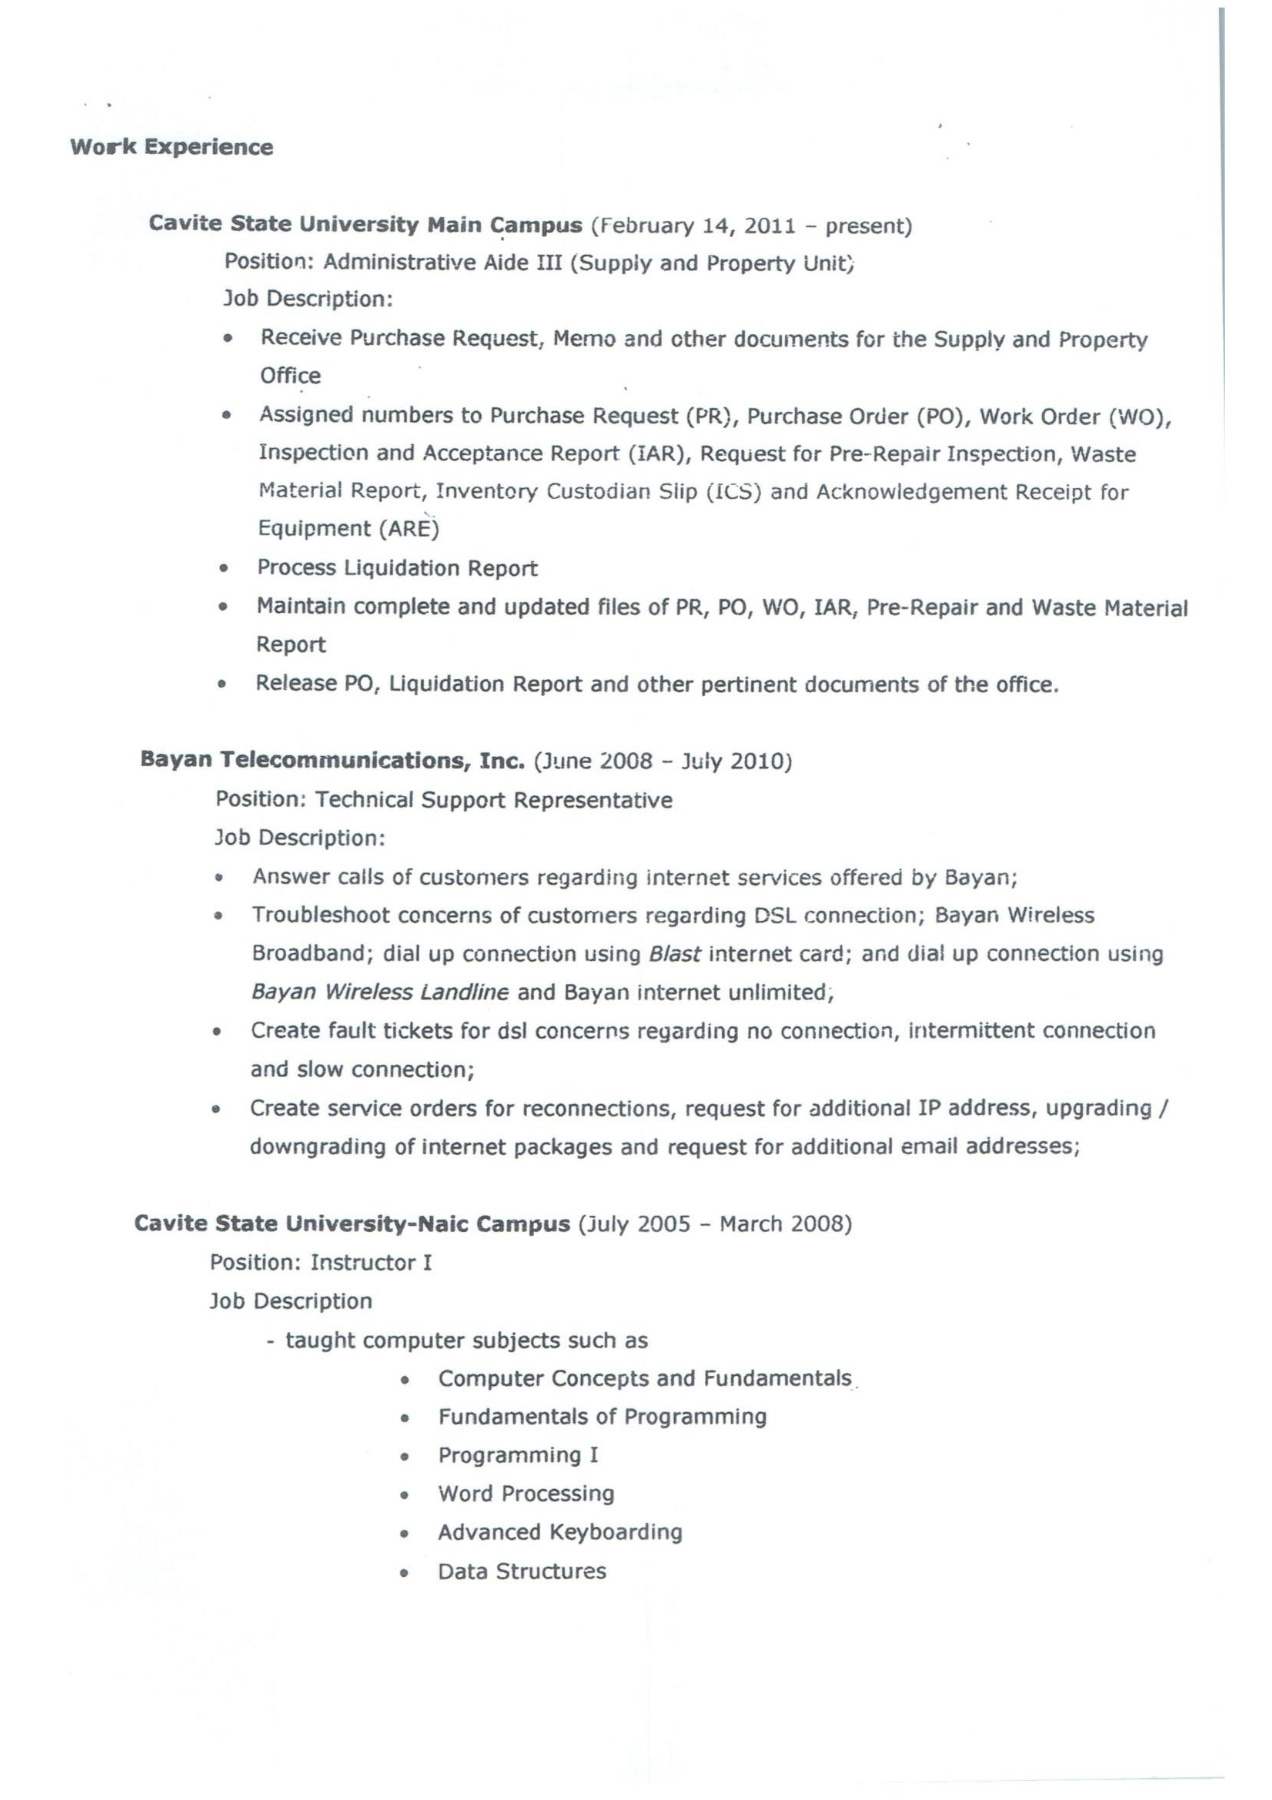 Work Experience
Cavite State University Main Campus (February 14, 2011 – present)
Position: Administrative Aide III (Supply and Property Unit)
Job Description:
• Receive Purchase Request, Memo and other documents for the Supply and Property
Office
• Assigned numbers to Purchase Request (PR), Purchase Order (PO), Work Order (WO),
Inspection and Acceptance Report (IAR), Request for Pre-Repair Inspection, Waste
Material Report, Inventory Custodian Slip (ICS) and Acknowledgement Receipt for
Equipment (ARE)
• Process Liquidation Report
• Maintain complete and updated files of PR, PO, WO, IAR, Pre-Repair and Waste Material
Report
• Release PO, Liquidation Report and other pertinent documents of the office.
Bayan Telecommunications, Inc. (June 2008 – July 2010)
Position: Technical Support Representative
Job Description:
• Answer calls of customers regarding internet services offered by Bayan;
• Troubleshoot concerns of customers regarding DSL connection; Bayan Wireless
Broadband; dial up connection using Blast internet card; and dial up connection using
Bayan Wireless Landline and Bayan internet unlimited;
• Create fault tickets for dsl concerns regarding no connection, intermittent connection
and slow connection;
• Create service orders for reconnections, request for additional IP address, upgrading /
downgrading of internet packages and request for additional email addresses;
Cavite State University-Naic Campus (July 2005 – March 2008)
Position: Instructor I
Job Description
- taught computer subjects such as
• Computer Concepts and Fundamentals
• Fundamentals of Programming
• Programming I
• Word Processing
• Advanced Keyboarding
• Data Structures